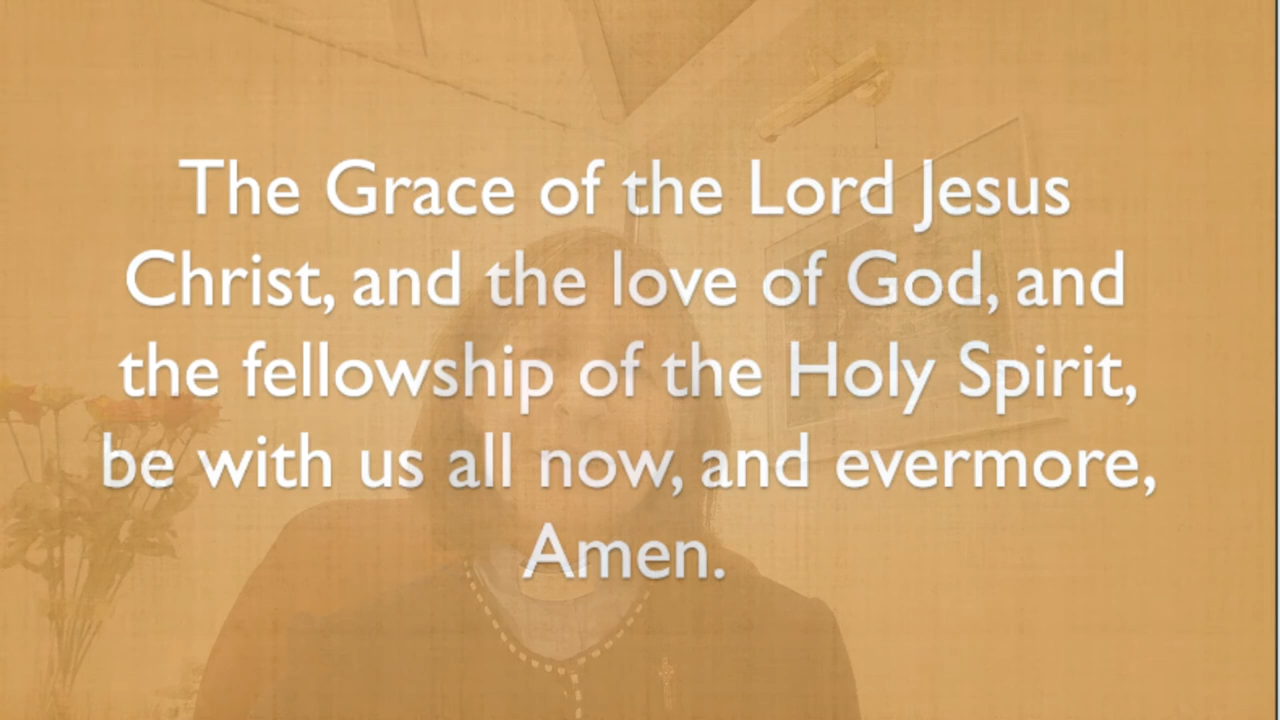 The Grace of the Lord Jesus
Christ, and the love of God, and
the fellowship of the Holy Spirit,
be with us all now, and evermore,
Amen.